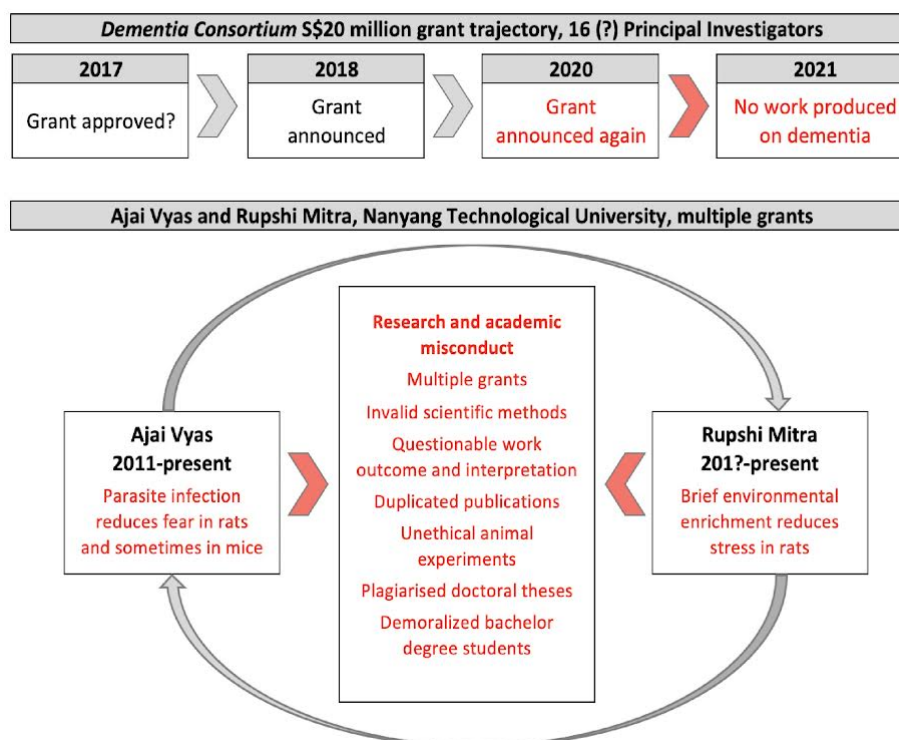 Dementia Consortium S$20 million grant trajectory, 16 (?) Principal Investigators
2017
Grant approved?
2018
Grant
announced
2020
Grant
announced again
2021
No work produced
on dementia
Ajai Vyas and Rupshi Mitra, Nanyang Technological University, multiple grants
Ajai Vyas
2011-present
Parasite infection
reduces fear in rats
and sometimes in mice
Research and academic
misconduct
Multiple grants
Invalid scientific methods
Questionable work
outcome and interpretation
Duplicated publications
Unethical animal
experiments
Plagiarised doctoral theses
Demoralized bachelor
degree students
Rupshi Mitra
201?-present
Brief environmental
enrichment reduces
stress in rats